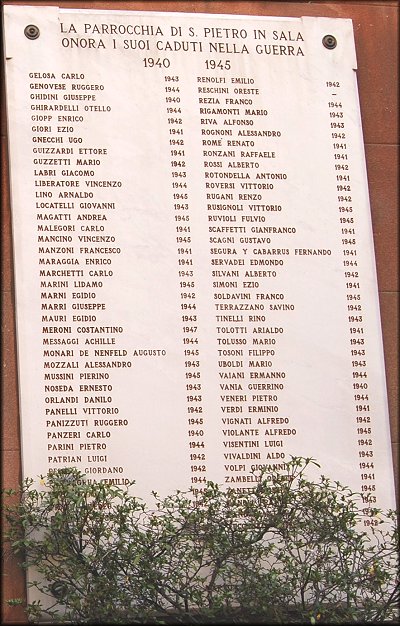 LA PARROCCHIA DI S. PIETRO IN SALA
ONORA I SUOI CADUTI NELLA GUERRA
1940 1945
GELOSA CARLO 1943
GENOVESE RUGGERO 1944
GHIDINI GIUSEPPE 1940
GHIRARDELLI OTELLO 1944
GIOPP ENRICO 1942
GIORI EZIO 1941
GNECCHI UGO 1942
GUIZZARDI ETTORE 1941
GUZZETTI MARIO 1942
LABRI GIACOMO 1943
LIBERATORE VINCENZO 1944
LINO ARNALDO 1945
LOCATELLI GIOVANNI 1943
MAGATTI ANDREA 1945
MALEGORI CARLO 1941
MANCINO VINCENZO 1945
MANZONI FRANCESCO 1941
MARAGGIA ENRICO 1941
MARCHETTI CARLO 1943
MARINI LIDAMO 1945
MARNI EGIDIO 1942
MARRI GIUSEPPE 1944
MAURI EGIDIO 1943
MERONI COSTANTINO 1947
MESSAGGI ACHILLE 1944
MONARI DE NENFELD AUGUSTO 1945
MOZZALI ALESSANDRO 1943
MUSSINI PIERINO 1945
NOSEDA ERNESTO 1943
ORLANDI DANILO 1943
PANELLI VITTORIO 1942
PANIZZUTI RUGGERO 1945
PANZERI CARLO 1940
PARINI PIETRO 1944
PATRIAN LUIGI 1942
GIORDANO 1942
EMILIO 1944
RENOLFI EMILIO 1942
RESCHINI ORESTE –
REZIA FRANCO 1944
RIGAMONTI MARIO 1943
RIVA ALFONSO 1943
ROGNONI ALESSANDRO 1942
ROME' RENATO 1941
RONZANI RAFFAELE 1941
ROSSI ALBERTO 1942
ROTONDELLA ANTONIO 1941
ROVERSI VITTORIO 1942
RUGANI RENZO 1942
RUSIGNOLI VITTORIO 1945
RUVIOLI FULVIO 1945
SCAFFETTI GIANFRANCO 1941
SCAGNI GUSTAVO 1945
SEGURA Y CABARRUS FERNANDO 1941
SERVADEI EDMONDO 1944
SILVANI ALBERTO 1942
SIMONI EZIO 1941
SOLDAVINI FRANCO 1945
TERRAZZANO SAVINO 1942
TINELLI RINO 1943
TOLOTTI ARIALDO 1941
TOLUSSO MARIO 1943
TOSONI FILIPPO 1943
UBOLDI MARIO 1943
VAIANI ERMANNO 1944
VANIA GUERRINO 1940
VENERI PIETRO 1944
VERDI ERMINIO 1941
VIGNATI ALFREDO 1942
VIOLANTE ALFREDO 1945
VISENTINI LUIGI 1942
VIVALDINI ALDO 1943
VOLPI GIOVANNI 1944
ZAMBELLI 1941
1945
1943
1942